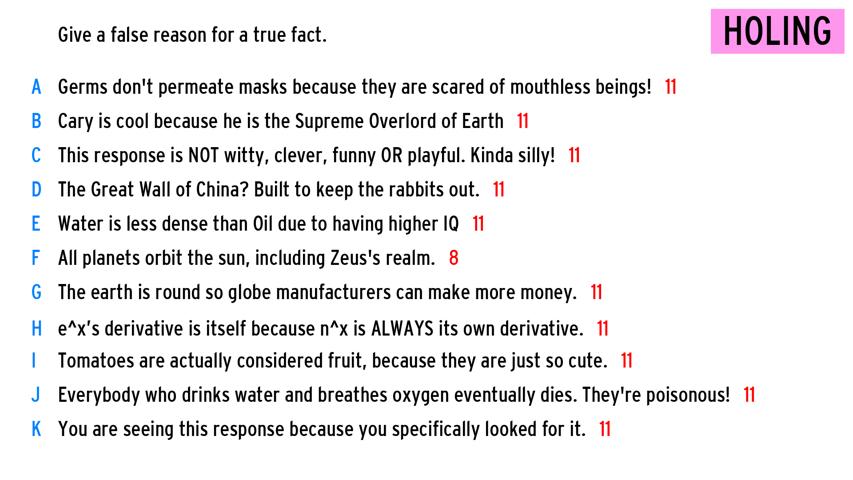 Give a false reason for a true fact.
HOLING
A Germs don't permeate masks because they are scared of mouthless beings! 11
B Cary is cool because he is the Supreme Overlord of Earth 11
C This response is NOT witty, clever, funny OR playful. Kinda silly! 11
D The Great Wall of China? Built to keep the rabbits out. 11
E Water is less dense than Oil due to having higher IQ 11
F All planets orbit the sun, including Zeus's realm. 8
G The earth is round so globe manufacturers can make more money. 11
H e^x’s derivative is itself because n^x is ALWAYS its own derivative. 11
I Tomatoes are actually considered fruit, because they are just so cute. 11
J Everybody who drinks water and breathes oxygen eventually dies. They're poisonous! 11
K You are seeing this response because you specifically looked for it. 11